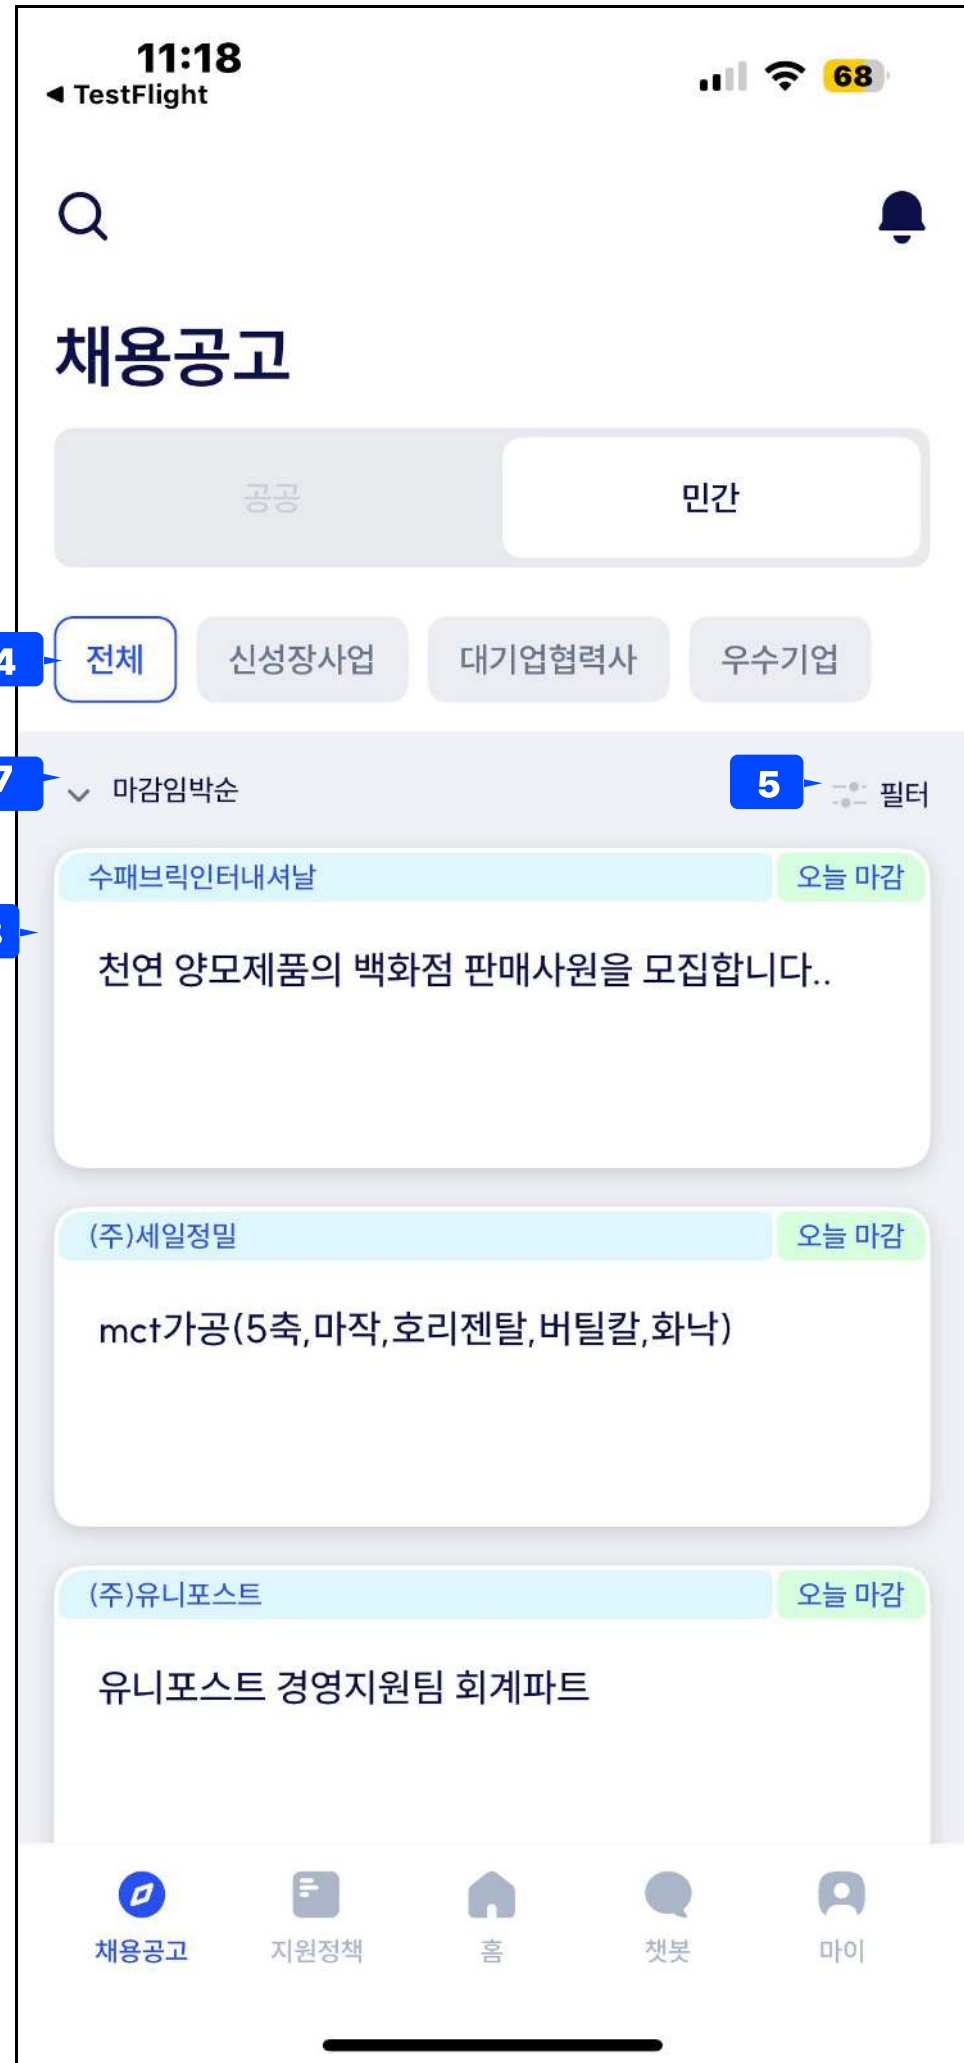 11:18
◀ TestFlight
68
채용공고
공공
민간
4
전체
신성장사업
대기업협력사
우수기업
7
마감임박순
5
필터
수패브릭인터내셔날
오늘 마감
천연 양모제품의 백화점 판매사원을 모집합니다..
(주)세일정밀
오늘 마감
mct가공(5축,마작,호리젠탈,버틸칼,화낙)
(주)유니포스트
오늘 마감
유니포스트 경영지원팀 회계파트
채용공고
지원정책
홈
챗봇
마이